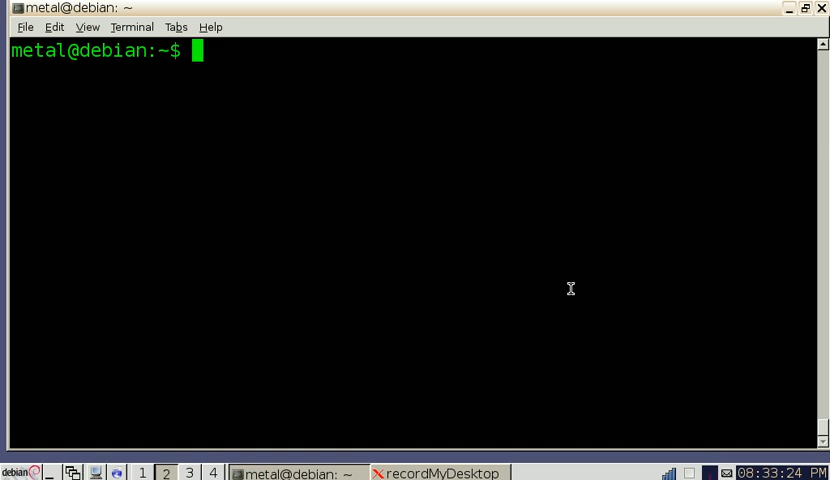 metal@debian: ~
File Edit View Terminal Tabs Help
metal@debian:~$
debian 1 2 3 4 metal@debian: ~ recordMyDesktop 08:33:24 PM